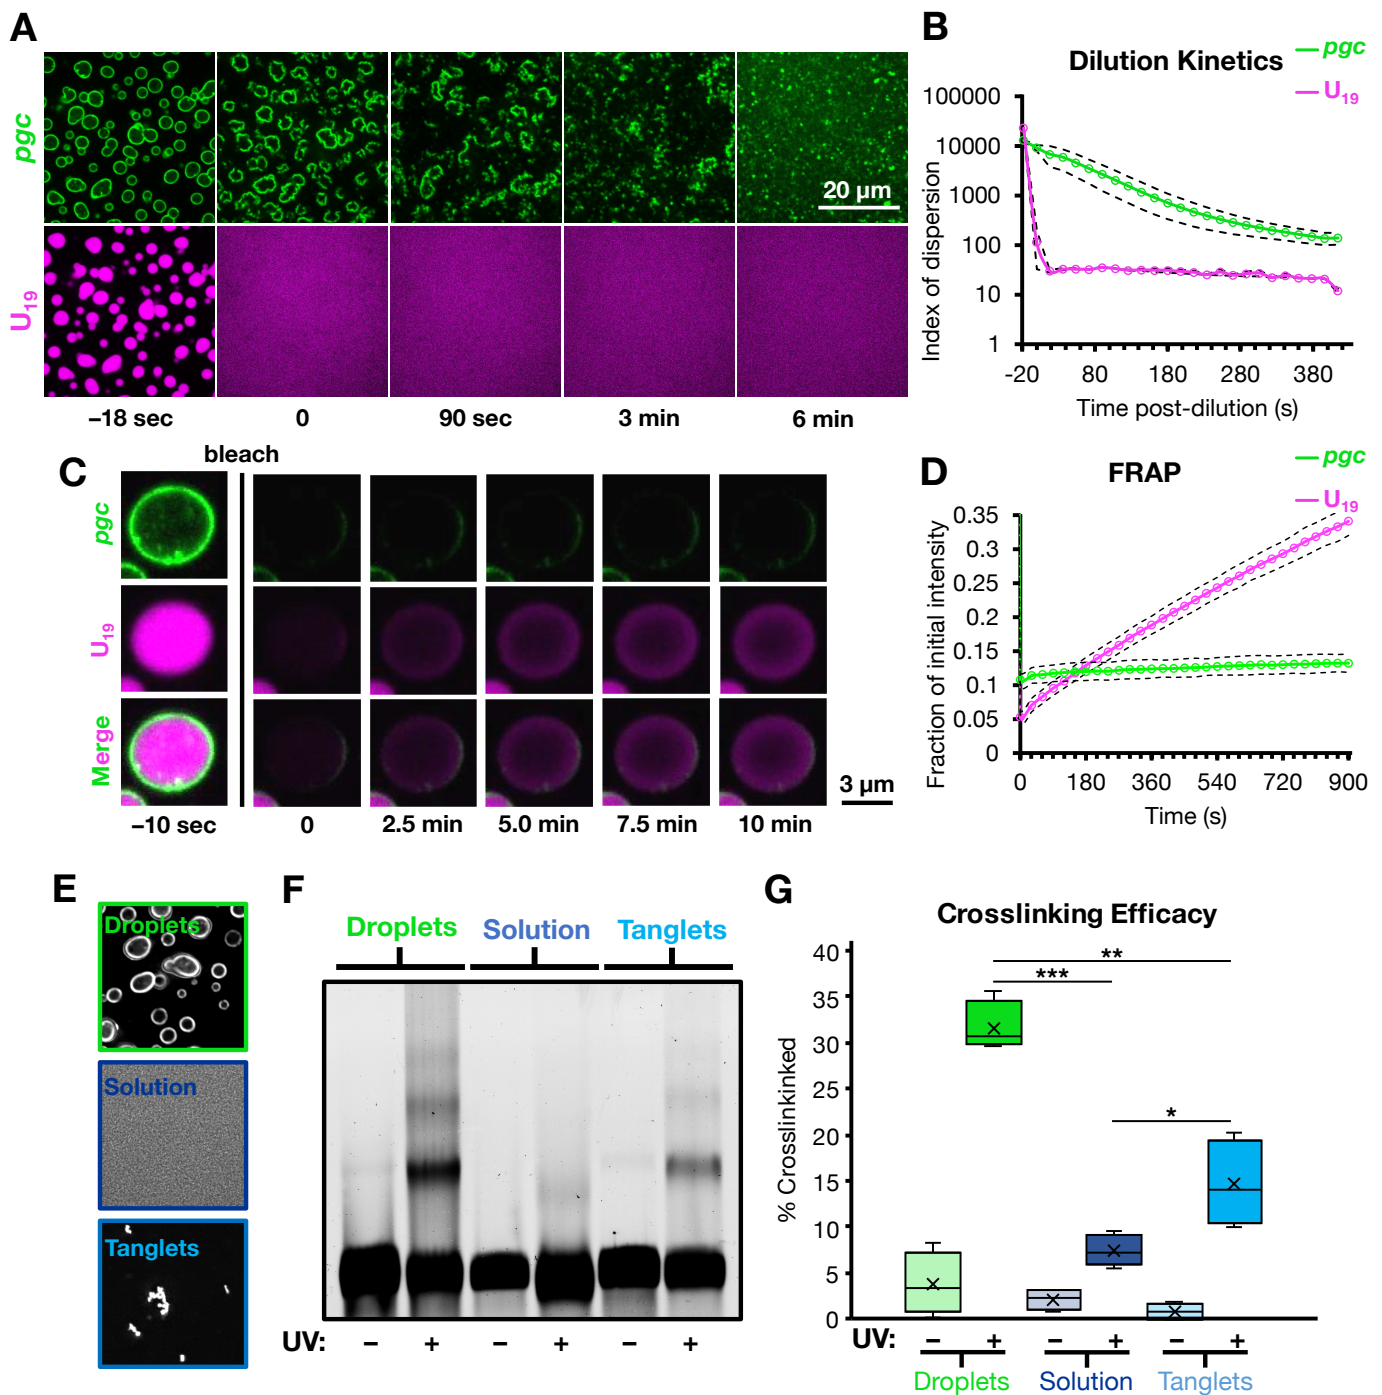 A
pgc
U19
20 µm
–18 sec 0 90 sec 3 min 6 min
B
Dilution Kinetics
pgc
U19
Index of dispersion
100000
10000
1000
100
10
1
-20 80 180 280 380
Time post-dilution (s)
C
bleach
pgc
U19
Merge
3 µm
–10 sec 0 2.5 min 5.0 min 7.5 min 10 min
D
FRAP
pgc
U19
Fraction of initial intensity
0.35
0.3
0.25
0.2
0.15
0.1
0.05
0
0 180 360 540 720 900
Time (s)
E
Droplets
Solution
Tanglets
F
Droplets Solution Tanglets
UV: – + – + – +
G
Crosslinking Efficacy
% Crosslinkinked
40
35
30
25
20
15
10
5
0
**
***
*
UV: – + – + – +
Droplets Solution Tanglets